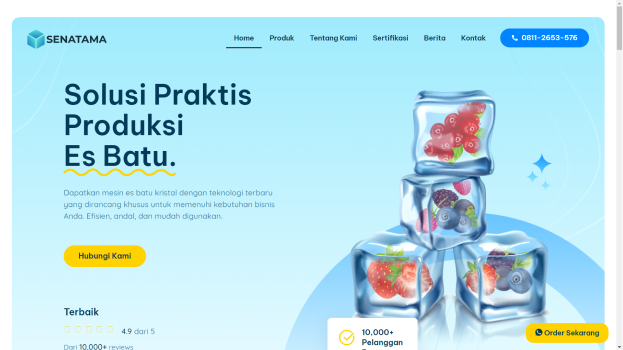 SENATAMA
Home
Produk
Tentang Kami
Sertifikasi
Berita
Kontak
0811-2653-576
Solusi Praktis
Produksi
Es Batu.
Dapatkan mesin es batu kristal dengan teknologi terbaru
yang dirancang khusus untuk memenuhi kebutuhan bisnis
Anda. Efisien, andal, dan mudah digunakan.
Hubungi Kami
Terbaik
4.9 dari 5
Dari 10,000+ reviews
10,000+
Pelanggan
Order Sekarang